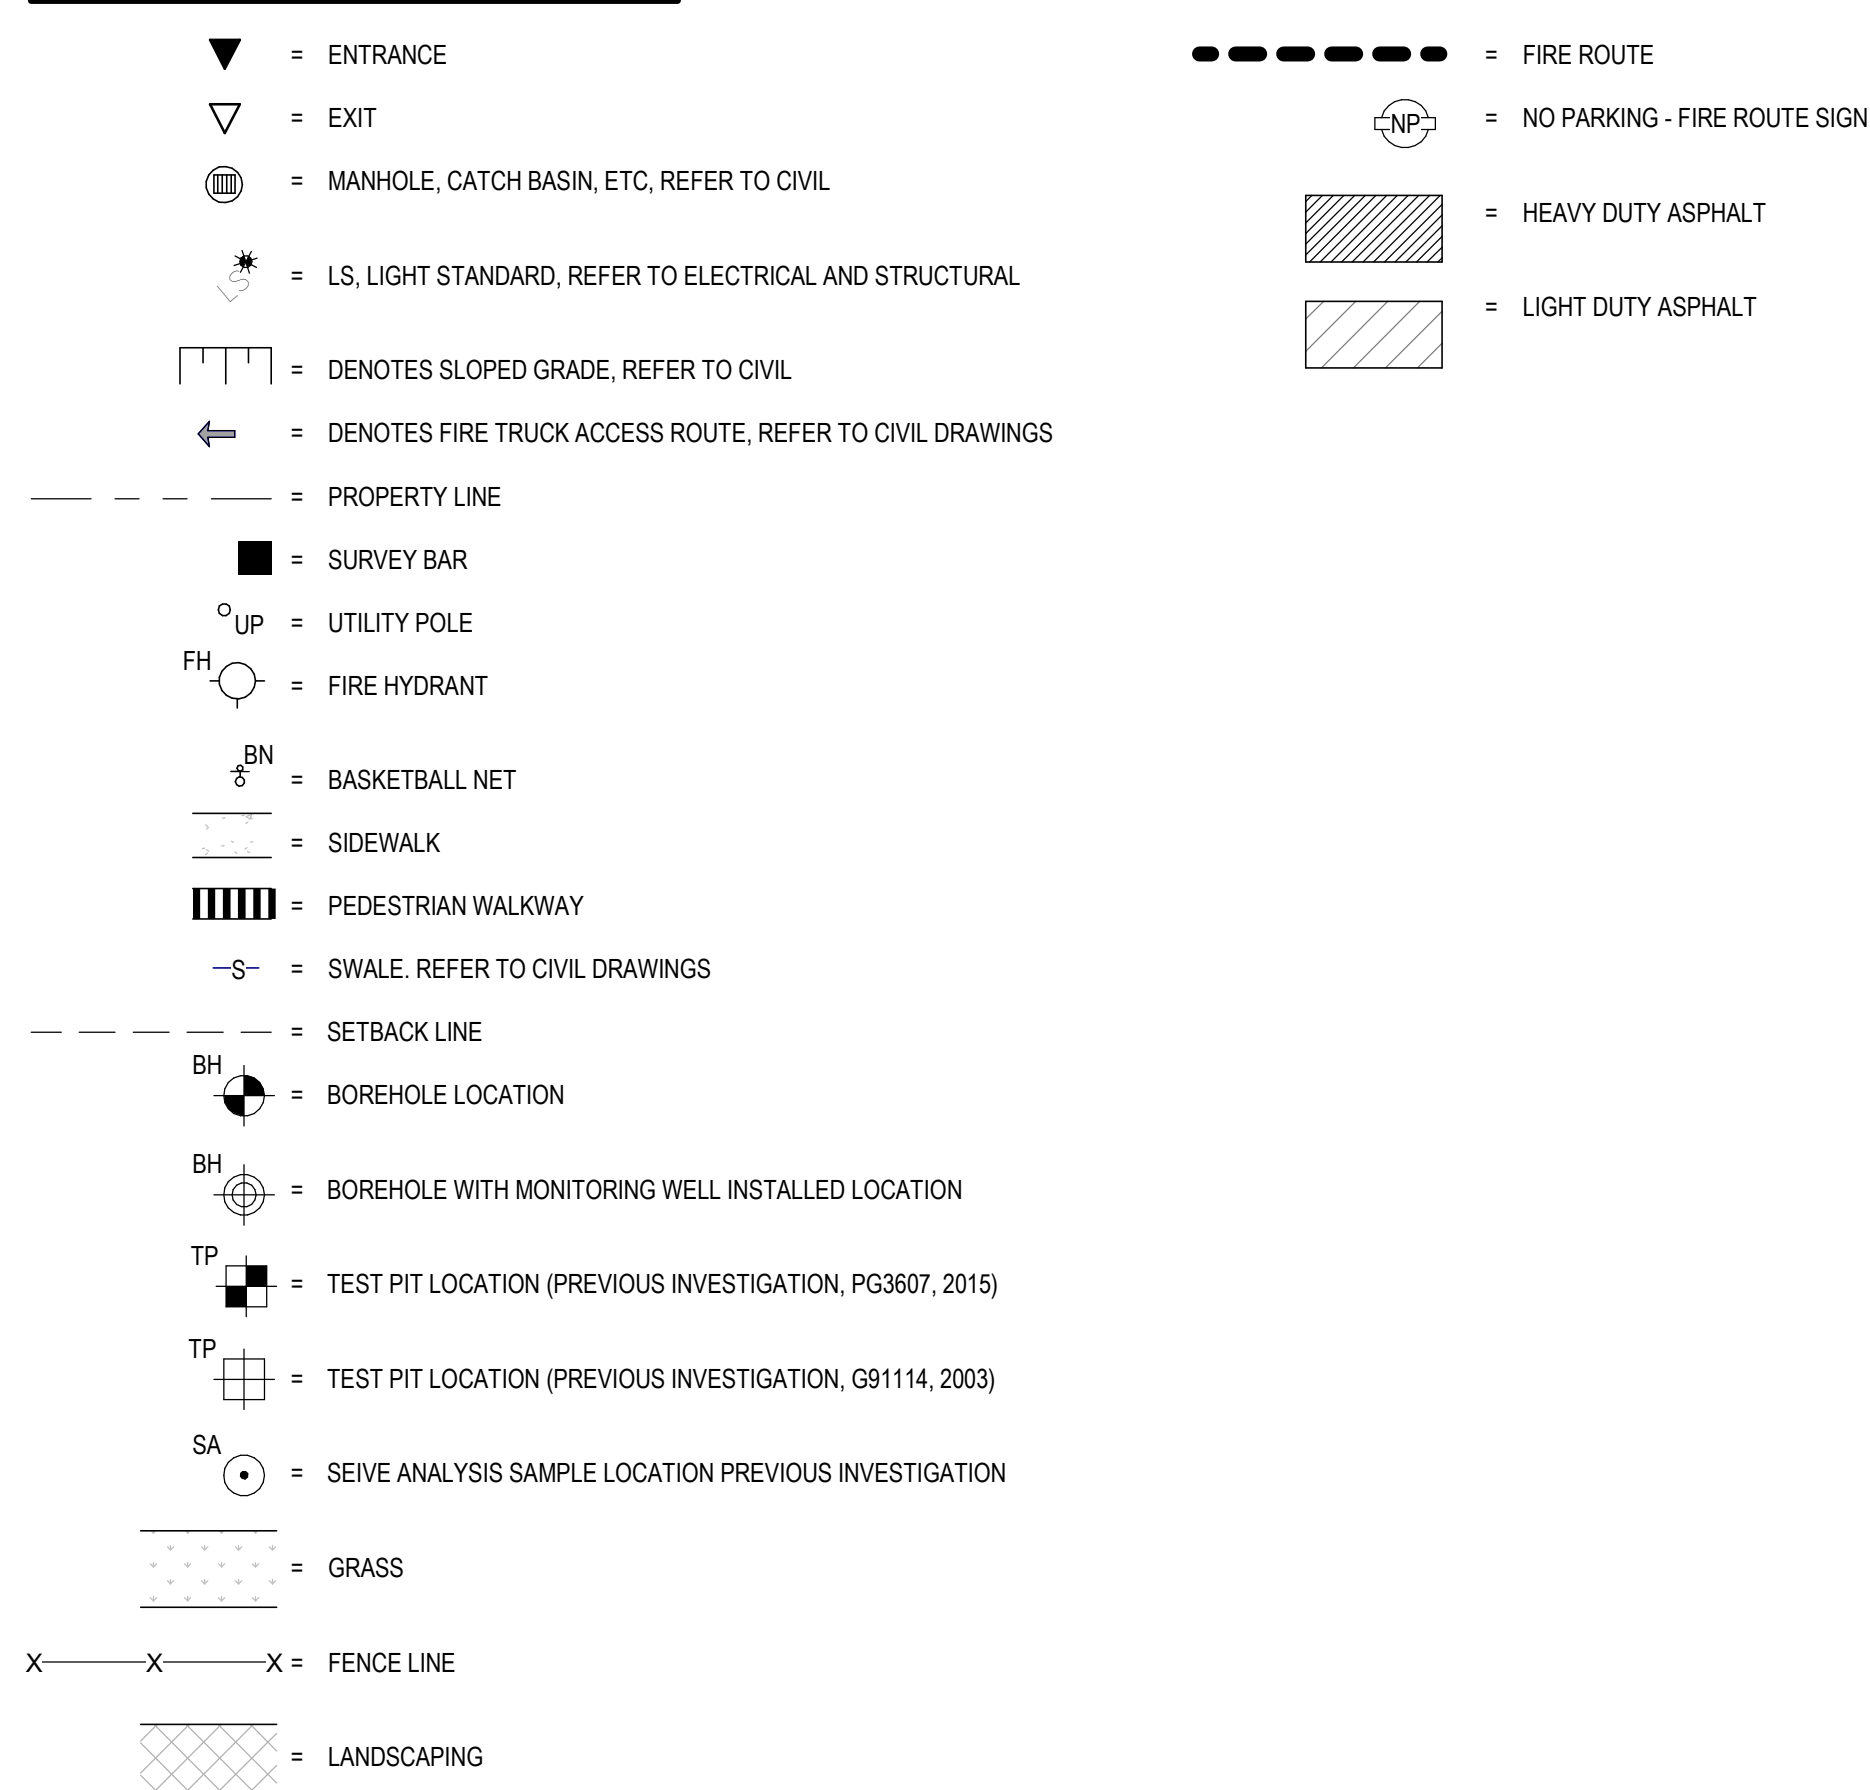 = ENTRANCE
= EXIT
= MANHOLE, CATCH BASIN, ETC, REFER TO CIVIL
LS = LS, LIGHT STANDARD, REFER TO ELECTRICAL AND STRUCTURAL
= DENOTES SLOPED GRADE, REFER TO CIVIL
= DENOTES FIRE TRUCK ACCESS ROUTE, REFER TO CIVIL DRAWINGS
= PROPERTY LINE
= SURVEY BAR
UP = UTILITY POLE
FH
= FIRE HYDRANT
BN
= BASKETBALL NET
= SIDEWALK
= PEDESTRIAN WALKWAY
S = SWALE. REFER TO CIVIL DRAWINGS
= SETBACK LINE
BH
= BOREHOLE LOCATION
BH
= BOREHOLE WITH MONITORING WELL INSTALLED LOCATION
TP
= TEST PIT LOCATION (PREVIOUS INVESTIGATION, PG3607, 2015)
TP
= TEST PIT LOCATION (PREVIOUS INVESTIGATION, G91114, 2003)
SA
= SEIVE ANALYSIS SAMPLE LOCATION PREVIOUS INVESTIGATION
= GRASS
X X X = FENCE LINE
= LANDSCAPING
= FIRE ROUTE
NP = NO PARKING - FIRE ROUTE SIGN
= HEAVY DUTY ASPHALT
= LIGHT DUTY ASPHALT